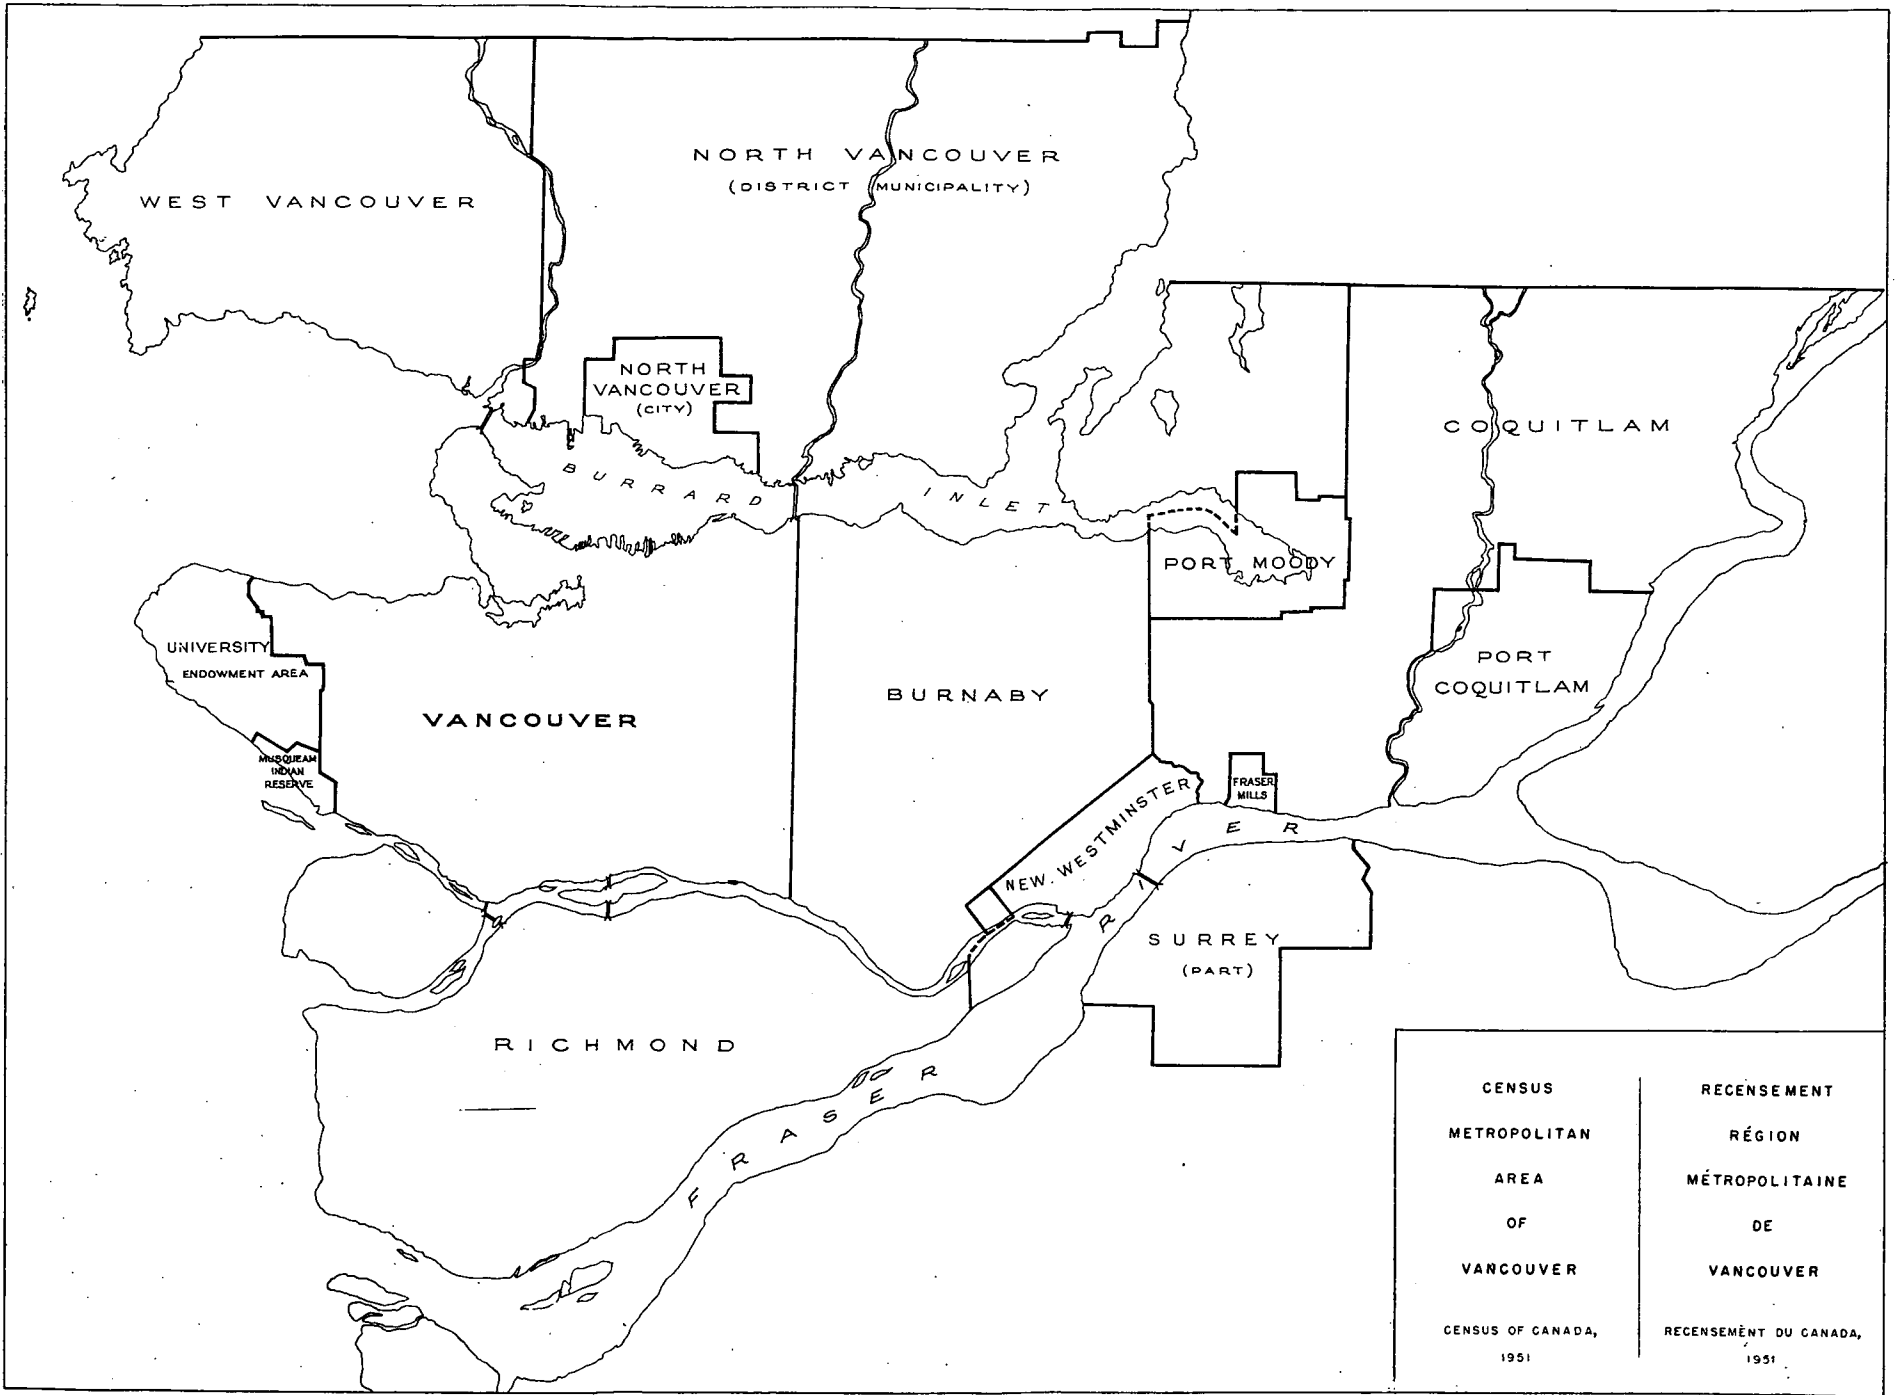 NORTH VANCOUVER
(DISTRICT MUNICIPALITY)
WEST VANCOUVER
NORTH
VANCOUVER
(CITY)
COQUITLAM
BURRARD INLET
PORT MOODY
UNIVERSITY
ENDOWMENT AREA
PORT
COQUITLAM
BURNABY
VANCOUVER
MUSQUEAM
INDIAN
RESERVE
FRASER
MILLS
NEW WESTMINSTER
SURREY
(PART)
RICHMOND
FRASER RIVER
CENSUS
METROPOLITAN
AREA
OF
VANCOUVER
CENSUS OF CANADA,
1951
RECENSEMENT
RÉGION
MÉTROPOLITAINE
DE
VANCOUVER
RECENSEMENT DU CANADA,
1951